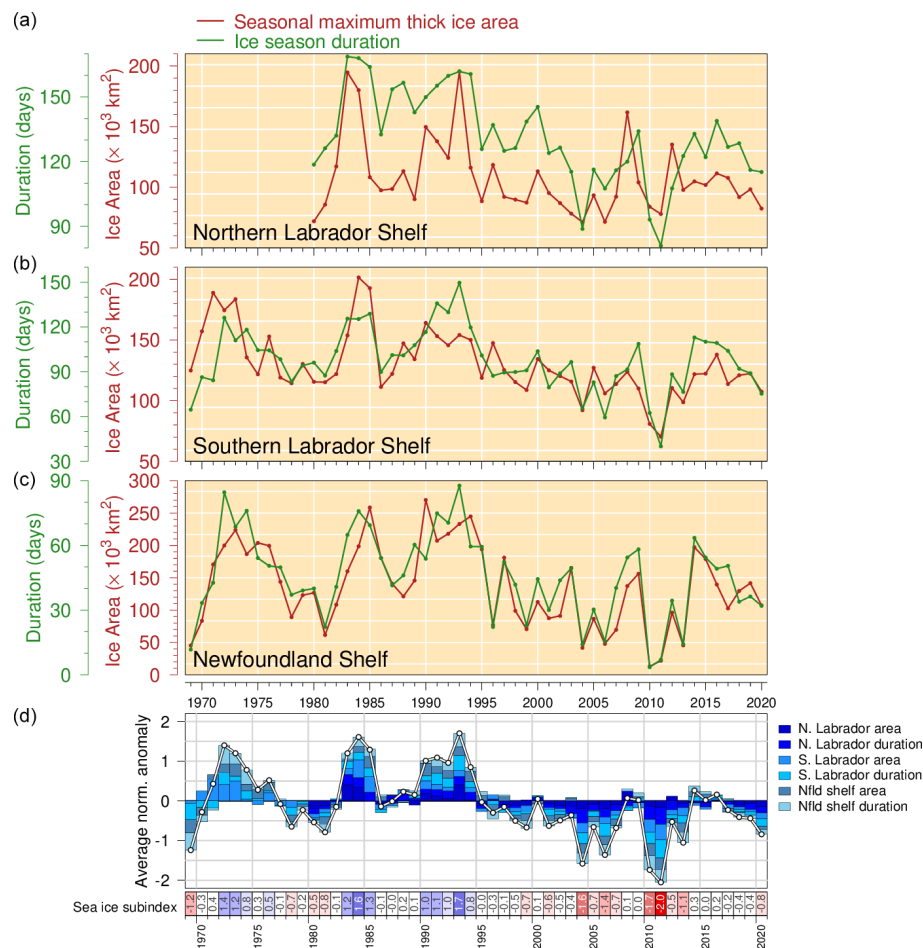 (a)
Seasonal maximum thick ice area
Ice season duration
Duration (days)
90
120
150
Ice Area (× 10³ km²)
50
100
150
200
Northern Labrador Shelf
(b)
Duration (days)
30
60
90
120
150
Ice Area (× 10³ km²)
50
100
150
200
Southern Labrador Shelf
(c)
Duration (days)
0
30
60
90
Ice Area (× 10³ km²)
0
50
100
150
200
250
300
Newfoundland Shelf
1970 1975 1980 1985 1990 1995 2000 2005 2010 2015 2020
(d)
Average norm. anomaly
2
1
0
-1
-2
N. Labrador area
N. Labrador duration
S. Labrador area
S. Labrador duration
Nfld shelf area
Nfld shelf duration
Sea ice subindex -1.2 -0.3 0.4 1.4 1.2 0.8 0.3 0.5 -0.1 -0.7 -0.2 -0.5 -0.8 -0.1 1.2 1.6 1.3 -0.1 -0.0 0.2 0.1 1.0 1.1 1.0 1.7 0.8 -0.0 -0.3 -0.1 -0.5 -0.7 0.1 -0.6 -0.5 -0.4 -1.6 -0.7 -1.4 -0.7 0.1 0.0 -1.7 -2.0 -0.5 -1.1 0.3 0.0 0.2 -0.2 -0.4 -0.4 -0.8
1970 1975 1980 1985 1990 1995 2000 2005 2010 2015 2020